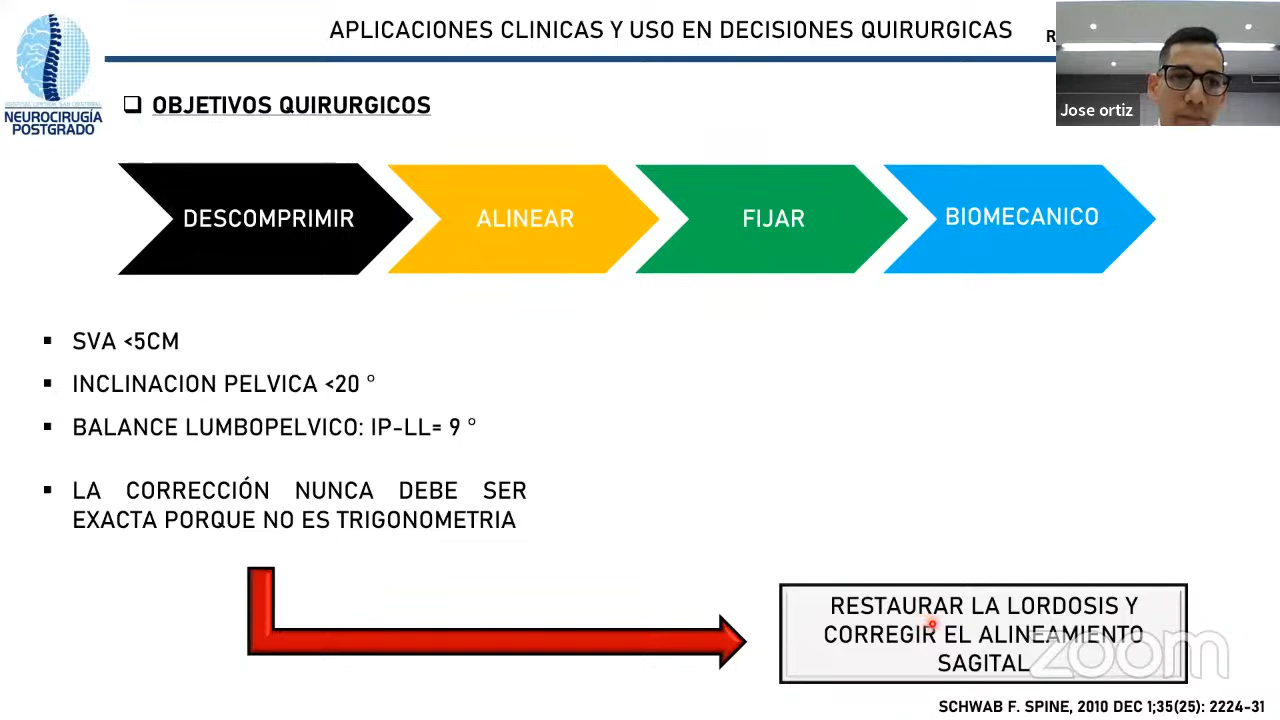 APLICACIONES CLINICAS Y USO EN DECISIONES QUIRURGICAS
R
Jose ortiz
NEUROCIRUGÍA
POSTGRADO
OBJETIVOS QUIRURGICOS
DESCOMPRIMIR
ALINEAR
FIJAR
BIOMECANICO
SVA <5CM
INCLINACION PELVICA <20 °
BALANCE LUMBOPELVICO: IP-LL= 9 °
LA CORRECCIÓN NUNCA DEBE SER
EXACTA PORQUE NO ES TRIGONOMETRIA
RESTAURAR LA LORDOSIS Y
CORREGIR EL ALINEAMIENTO
SAGITAL
zoom
SCHWAB F. SPINE, 2010 DEC 1;35(25): 2224-31